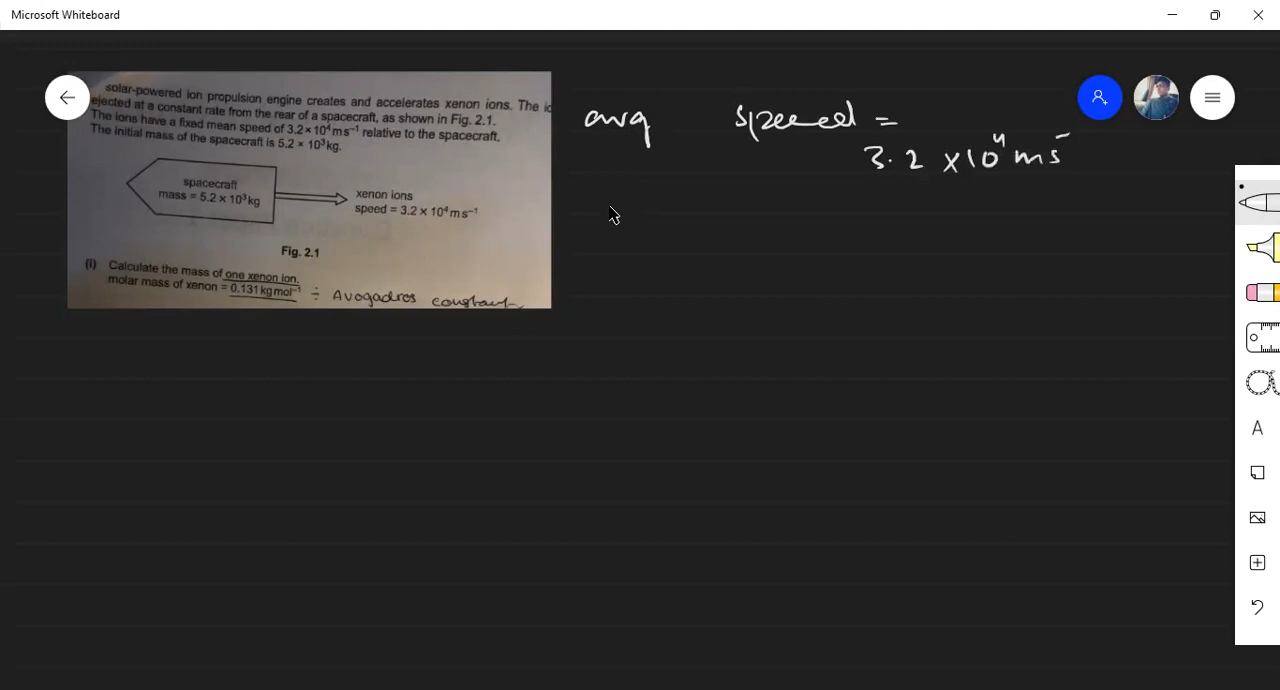 Microsoft Whiteboard
solar-powered ion propulsion engine creates and accelerates xenon ions. The
ejected at a constant rate from the rear of a spacecraft, as shown in Fig. 2.1.
The ions have a fixed mean speed of 3.2 × 10⁴ m s⁻¹ relative to the spacecraft.
The initial mass of the spacecraft is 5.2 × 10³ kg.
spacecraft
mass = 5.2 × 10³ kg
xenon ions
speed = 3.2 × 10⁴ m s⁻¹
Fig. 2.1
(i) Calculate the mass of one xenon ion.
molar mass of xenon = 0.131 kg mol⁻¹ ÷ Avogadros constant
avg speed =
3.2 × 10⁴ ms⁻
A